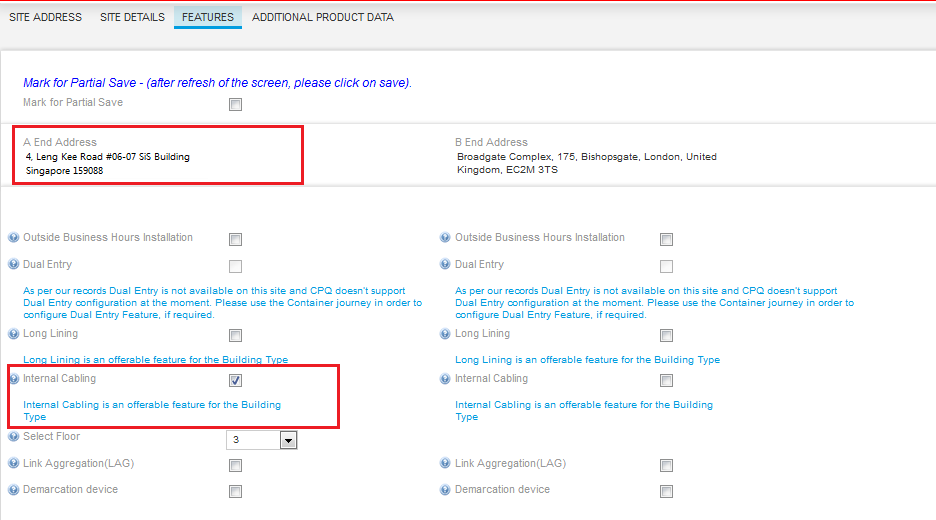 SITE ADDRESS SITE DETAILS FEATURES ADDITIONAL PRODUCT DATA
Mark for Partial Save - (after refresh of the screen, please click on save).
Mark for Partial Save
A End Address
4, Leng Kee Road #06-07 SiS Building
Singapore 159088
B End Address
Broadgate Complex, 175, Bishopsgate, London, United
Kingdom, EC2M 3TS
Outside Business Hours Installation
Outside Business Hours Installation
Dual Entry
Dual Entry
As per our records Dual Entry is not available on this site and CPQ doesn't support
Dual Entry configuration at the moment. Please use the Container journey in order to
configure Dual Entry Feature, if required.
As per our records Dual Entry is not available on this site and CPQ doesn't support
Dual Entry configuration at the moment. Please use the Container journey in order to
configure Dual Entry Feature, if required.
Long Lining
Long Lining
Long Lining is an offerable feature for the Building Type
Long Lining is an offerable feature for the Building Type
Internal Cabling
Internal Cabling
Internal Cabling is an offerable feature for the Building
Type
Internal Cabling is an offerable feature for the Building
Type
Select Floor
3
Link Aggregation(LAG)
Link Aggregation(LAG)
Demarcation device
Demarcation device